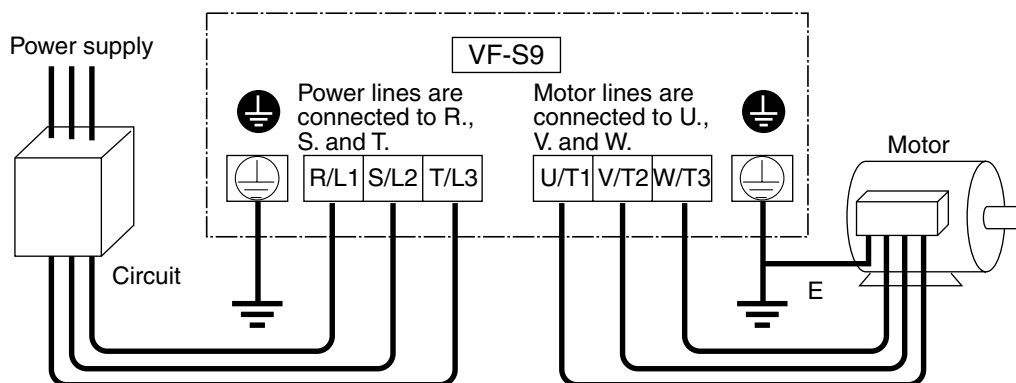 Power supply
VF-S9
Power lines are
connected to R.,
S. and T.
Motor lines are
connected to U.,
V. and W.
Motor
R/L1 S/L2 T/L3
U/T1 V/T2 W/T3
Circuit
E